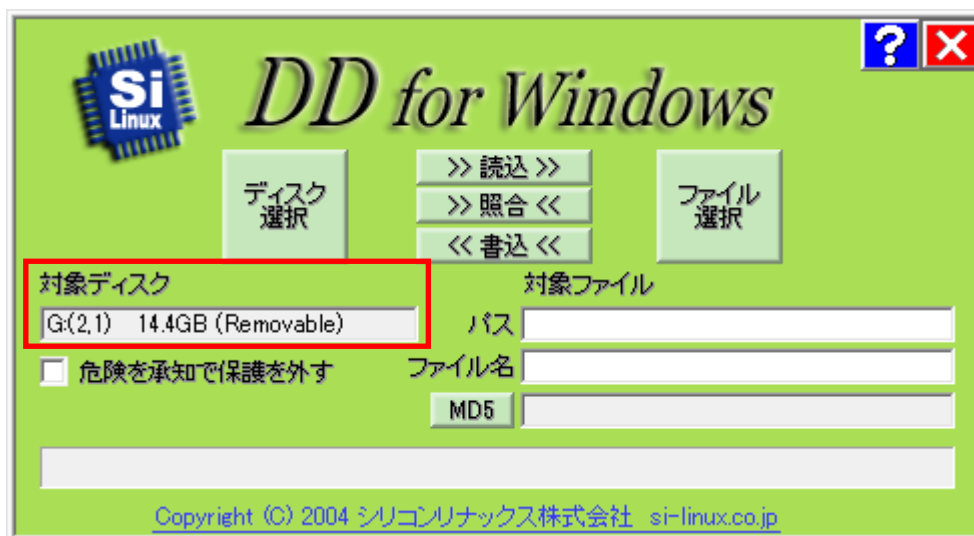 Si
Linux
DD for Windows
?
ディスク
選択
>> 読込 >>
>> 照合 <<
<< 書込 <<
ファイル
選択
対象ディスク
対象ファイル
G:(2,1) 14.4GB (Removable)
パス
危険を承知で保護を外す
ファイル名
MD5
Copyright (C) 2004 シリコンリナックス株式会社 si-linux.co.jp